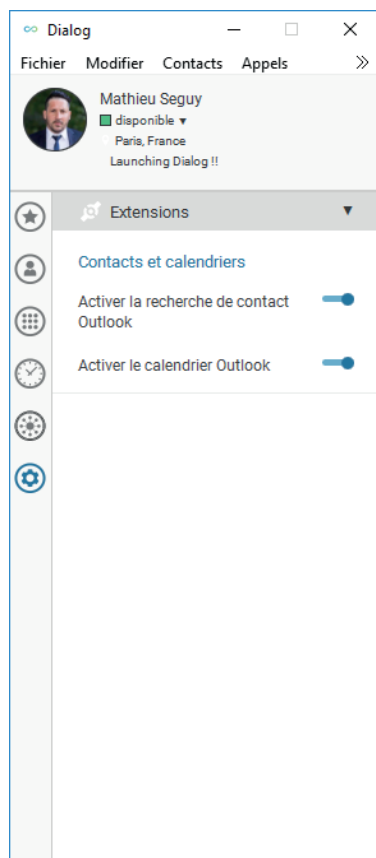 Dialog
Fichier Modifier Contacts Appels
Mathieu Seguy
disponible
Paris, France
Launching Dialog !!
Extensions
Contacts et calendriers
Activer la recherche de contact
Outlook
Activer le calendrier Outlook